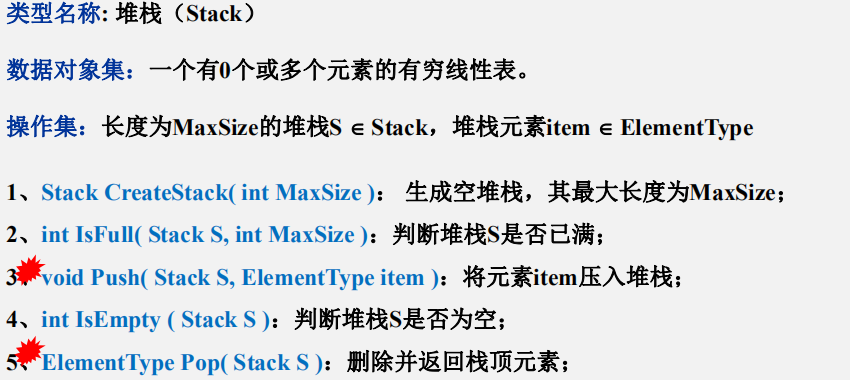 类型名称: 堆栈（Stack）
数据对象集：一个有0个或多个元素的有穷线性表。
操作集：长度为MaxSize的堆栈S ∈ Stack，堆栈元素item ∈ ElementType
1、Stack CreateStack( int MaxSize )： 生成空堆栈，其最大长度为MaxSize；
2、int IsFull( Stack S, int MaxSize )：判断堆栈S是否已满；
3、void Push( Stack S, ElementType item )：将元素item压入堆栈；
4、int IsEmpty ( Stack S )：判断堆栈S是否为空；
5、ElementType Pop( Stack S )：删除并返回栈顶元素；